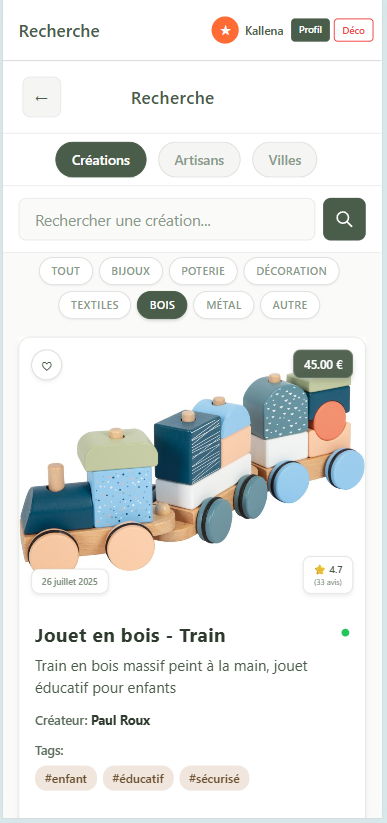 Recherche
Kallena
Profil
Déco
← Recherche
Créations Artisans Villes
Rechercher une création...
TOUT BIJOUX POTERIE DÉCORATION
TEXTILES BOIS MÉTAL AUTRE
45.00 €
26 juillet 2025
4.7
(33 avis)
Jouet en bois - Train
Train en bois massif peint à la main, jouet
éducatif pour enfants
Créateur: Paul Roux
Tags:
#enfant #éducatif #sécurisé